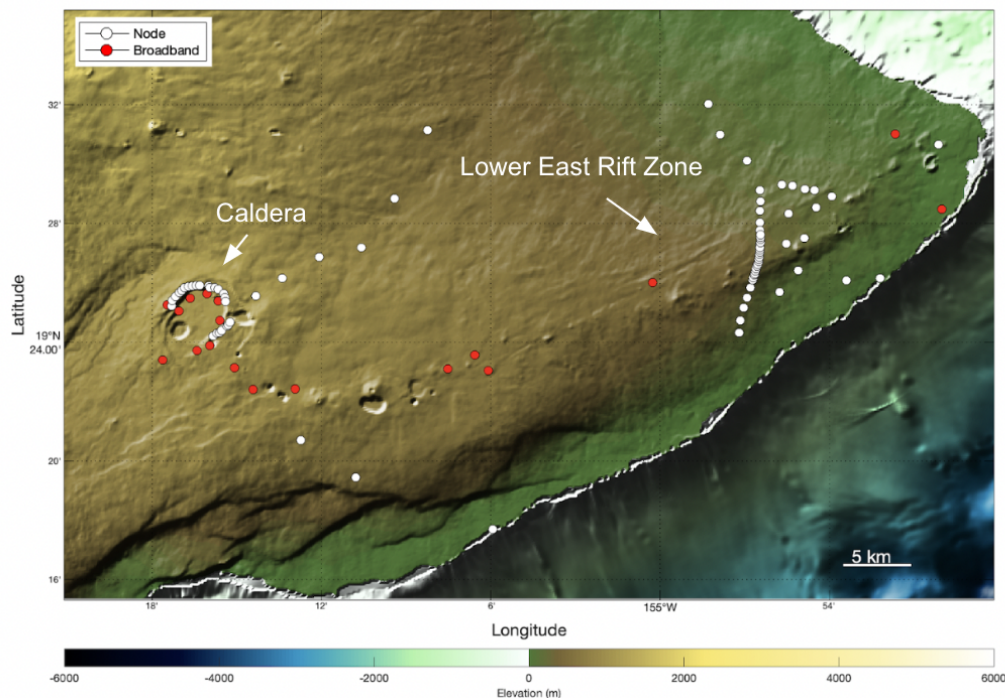 Node
Broadband
32'
Lower East Rift Zone
Caldera
28'
Latitude
19°N
24.00'
20'
5 km
16'
18'
12'
6'
155°W
54'
Longitude
-6000
-4000
-2000
0
2000
4000
6000
Elevation (m)